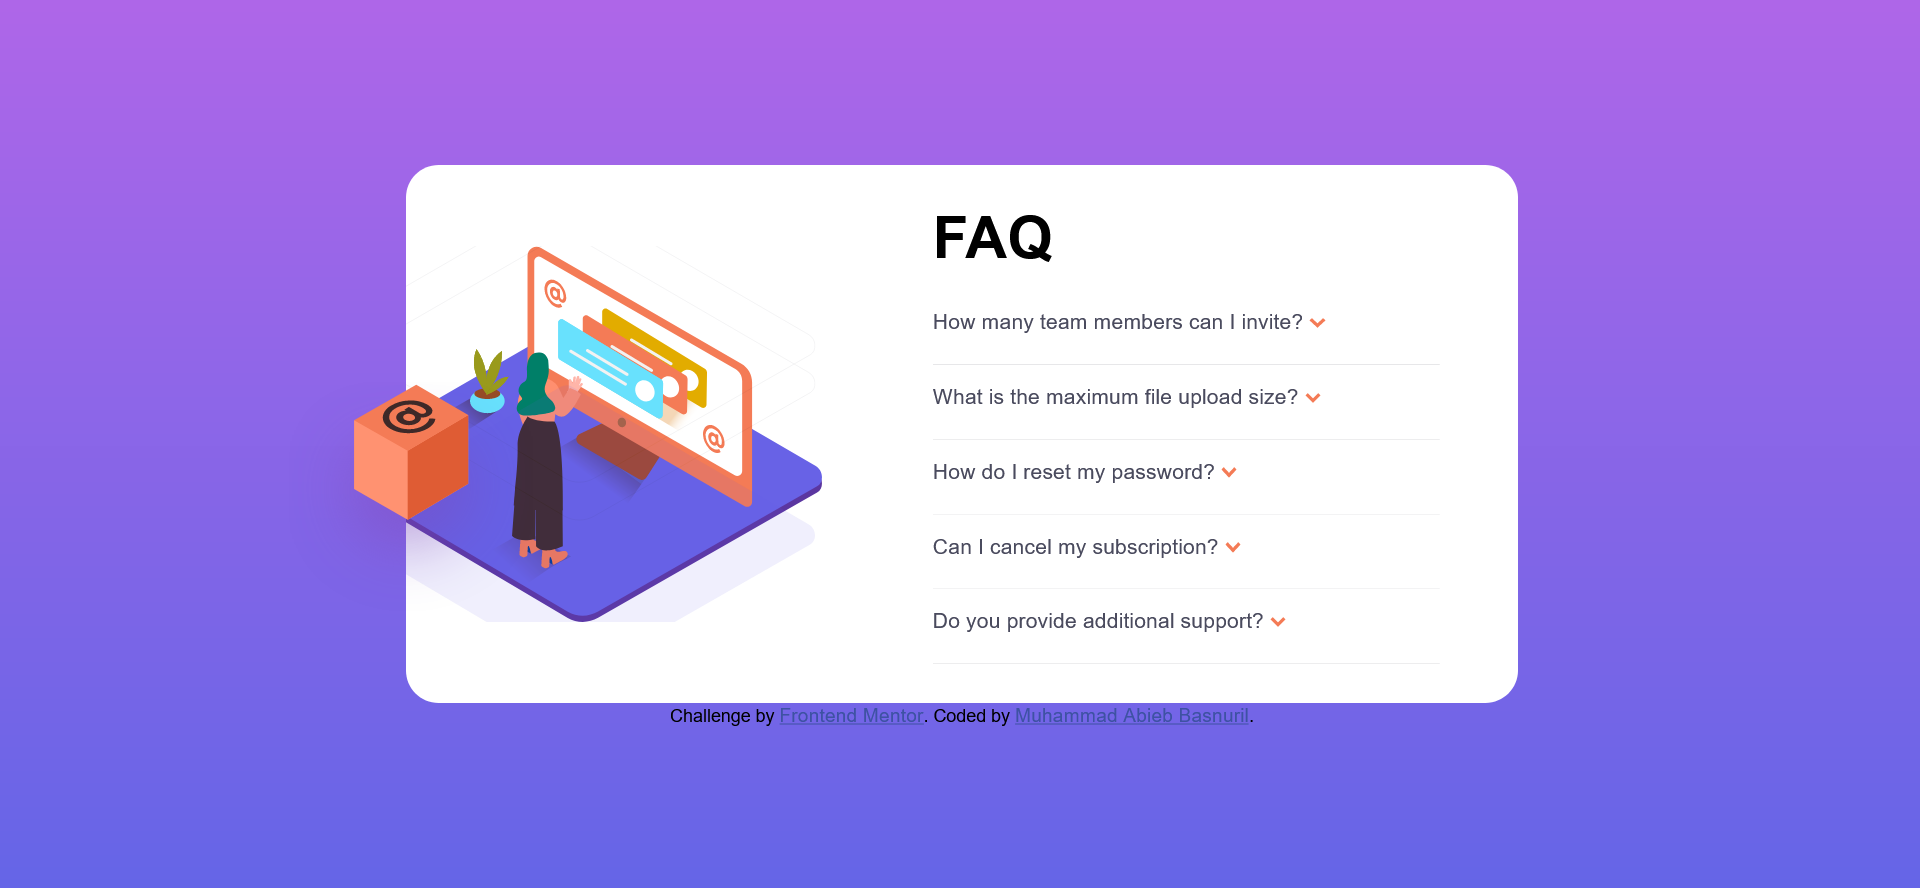 FAQ
How many team members can I invite?
What is the maximum file upload size?
How do I reset my password?
Can I cancel my subscription?
Do you provide additional support?
@
@
@
Challenge by Frontend Mentor. Coded by Muhammad Abieb Basnuril.